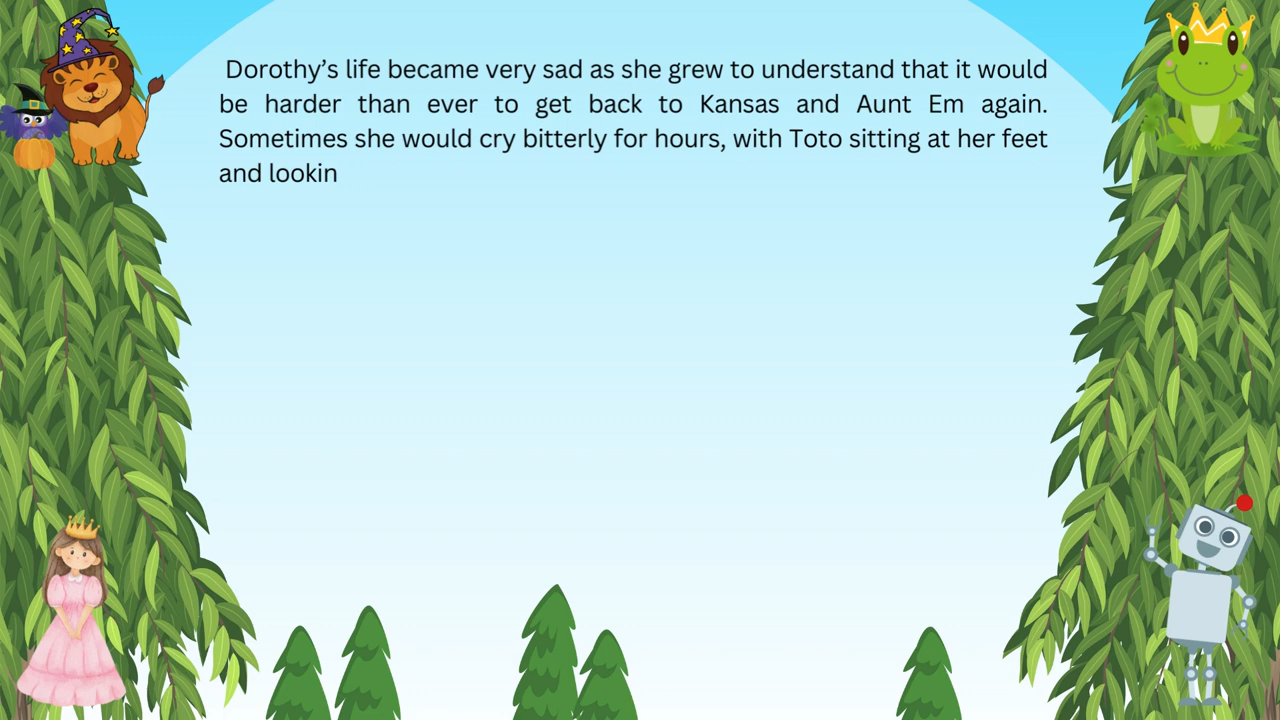 Dorothy’s life became very sad as she grew to understand that it would
be harder than ever to get back to Kansas and Aunt Em again.
Sometimes she would cry bitterly for hours, with Toto sitting at her feet
and lookin